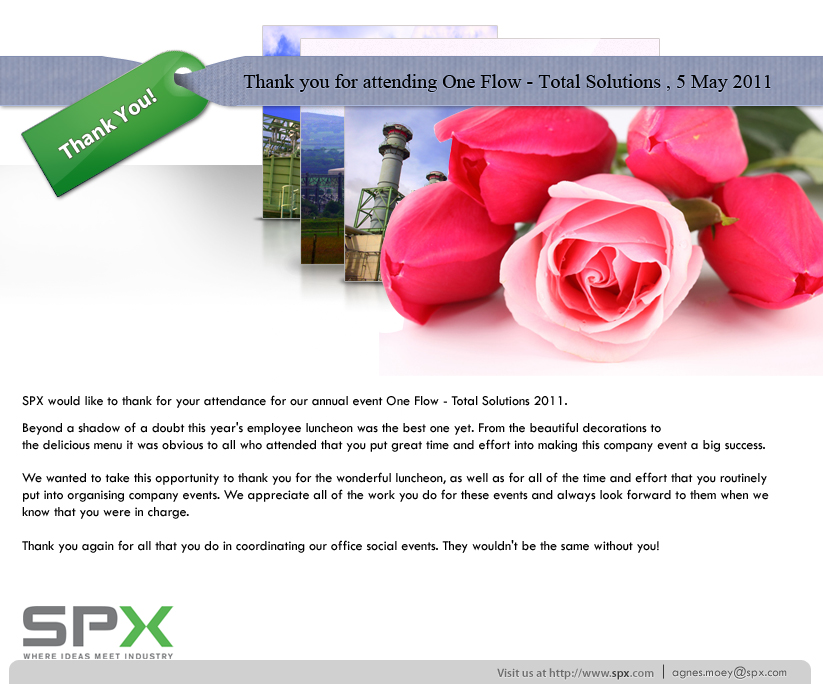 Thank you for attending One Flow - Total Solutions , 5 May 2011
Thank You!
SPX would like to thank for your attendance for our annual event One Flow - Total Solutions 2011.
Beyond a shadow of a doubt this year's employee luncheon was the best one yet. From the beautiful decorations to
the delicious menu it was obvious to all who attended that you put great time and effort into making this company event a big success.
We wanted to take this opportunity to thank you for the wonderful luncheon, as well as for all of the time and effort that you routinely
put into organising company events. We appreciate all of the work you do for these events and always look forward to them when we
know that you were in charge.
Thank you again for all that you do in coordinating our office social events. They wouldn't be the same without you!
SPX
WHERE IDEAS MEET INDUSTRY
Visit us at http://www.spx.com | agnes.moey@spx.com